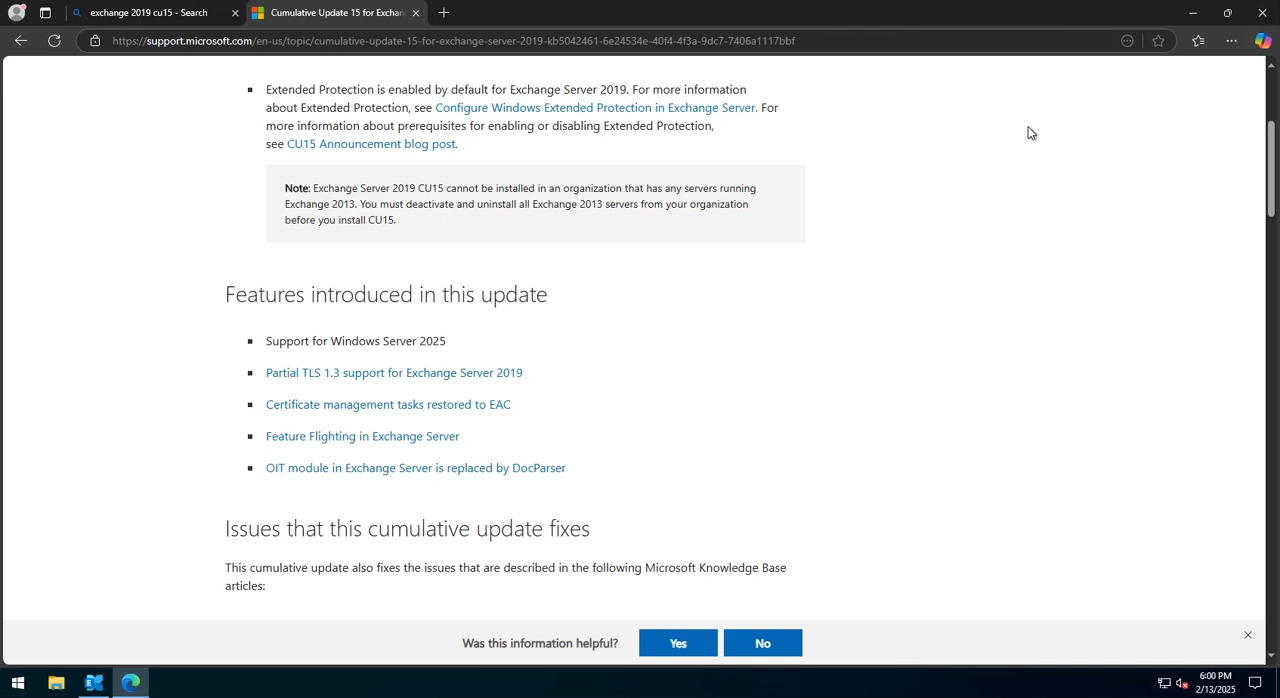 exchange 2019 cu15 - Search
Cumulative Update 15 for Exchan
https://support.microsoft.com/en-us/topic/cumulative-update-15-for-exchange-server-2019-kb5042461-6e24534e-40f4-4f3a-9dc7-7406a1117bbf
Extended Protection is enabled by default for Exchange Server 2019. For more information
about Extended Protection, see Configure Windows Extended Protection in Exchange Server. For
more information about prerequisites for enabling or disabling Extended Protection,
see CU15 Announcement blog post.
Note: Exchange Server 2019 CU15 cannot be installed in an organization that has any servers running
Exchange 2013. You must deactivate and uninstall all Exchange 2013 servers from your organization
before you install CU15.
Features introduced in this update
Support for Windows Server 2025
Partial TLS 1.3 support for Exchange Server 2019
Certificate management tasks restored to EAC
Feature Flighting in Exchange Server
OIT module in Exchange Server is replaced by DocParser
Issues that this cumulative update fixes
This cumulative update also fixes the issues that are described in the following Microsoft Knowledge Base
articles:
Was this information helpful?
Yes
No
6:00 PM
2/13/2025